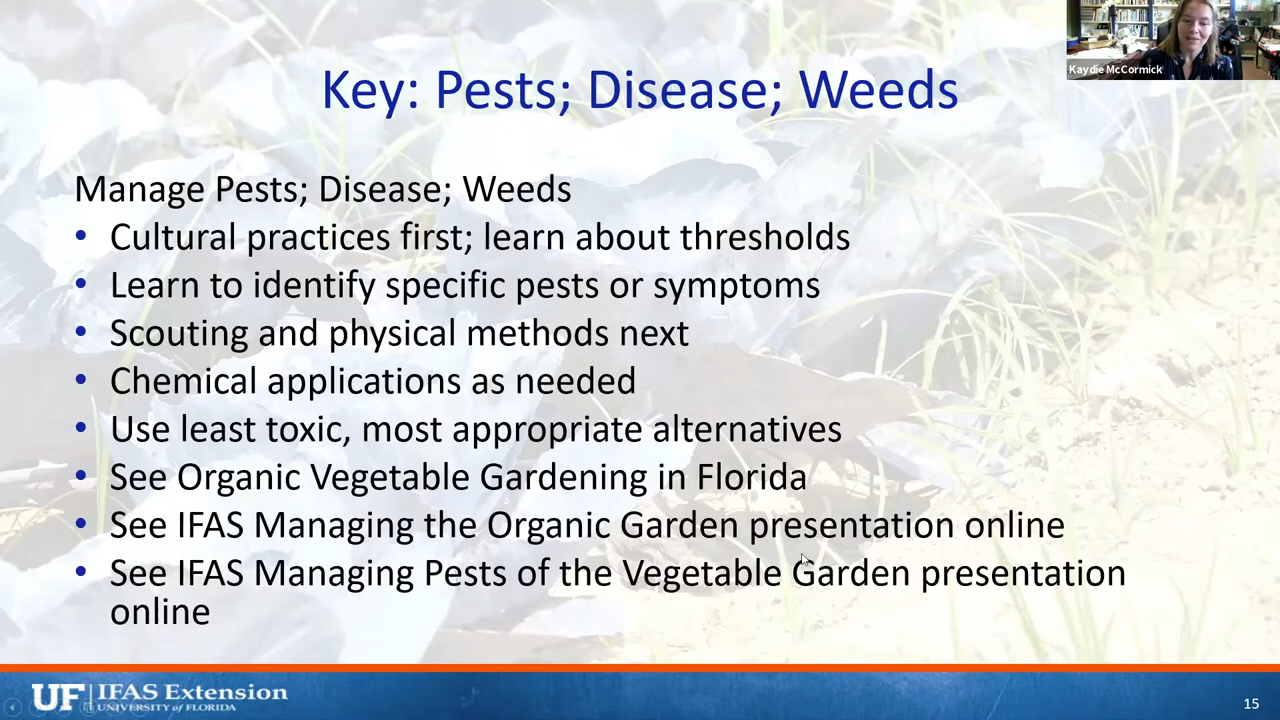 Kaydie McCormick
Key: Pests; Disease; Weeds
Manage Pests; Disease; Weeds
• Cultural practices first; learn about thresholds
• Learn to identify specific pests or symptoms
• Scouting and physical methods next
• Chemical applications as needed
• Use least toxic, most appropriate alternatives
• See Organic Vegetable Gardening in Florida
• See IFAS Managing the Organic Garden presentation online
• See IFAS Managing Pests of the Vegetable Garden presentation
online
UF IFAS Extension
UNIVERSITY of FLORIDA
15